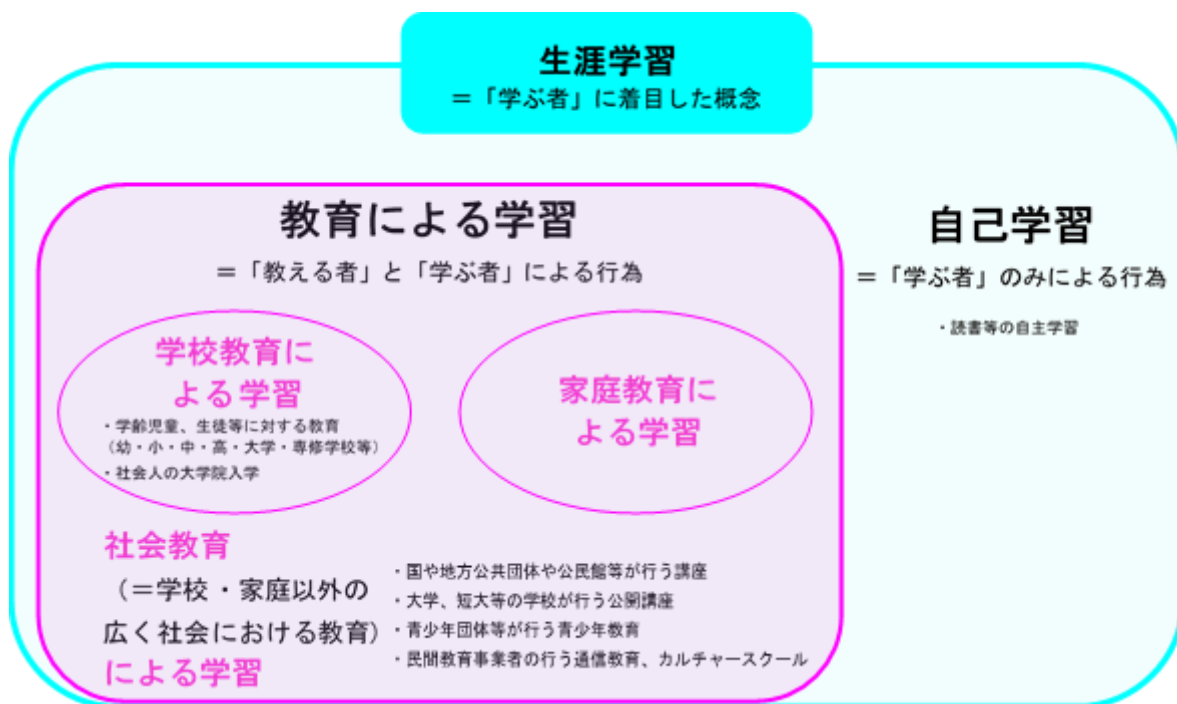 生涯学習
＝「学ぶ者」に着目した概念
教育による学習
＝「教える者」と「学ぶ者」による行為
学校教育に
よる学習
・学齢児童、生徒等に対する教育
（幼・小・中・高・大学・専修学校等）
・社会人の大学院入学
家庭教育に
よる学習
社会教育
（＝学校・家庭以外の
広く社会における教育）
による学習
・国や地方公共団体や公民館等が行う講座
・大学、短大等の学校が行う公開講座
・青少年団体等が行う青少年教育
・民間教育事業者の行う通信教育、カルチャースクール
自己学習
＝「学ぶ者」のみによる行為
・読書等の自主学習